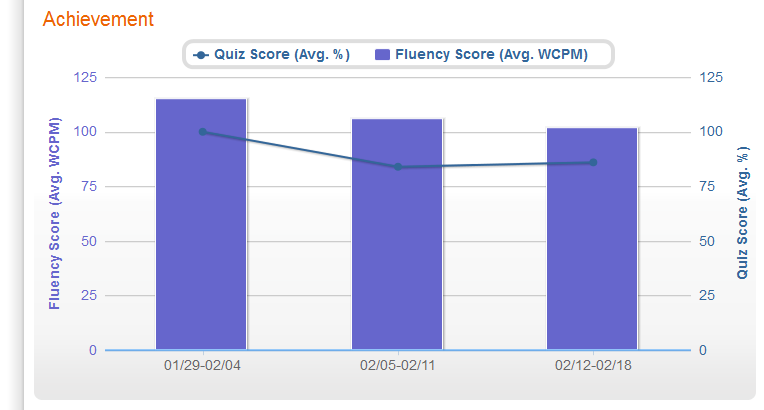 Achievement
Quiz Score (Avg. %) Fluency Score (Avg. WCPM)
125 125
100 100
75 75
50 50
25 25
0 0
Fluency Score (Avg. WCPM)
Quiz Score (Avg. %)
01/29-02/04 02/05-02/11 02/12-02/18